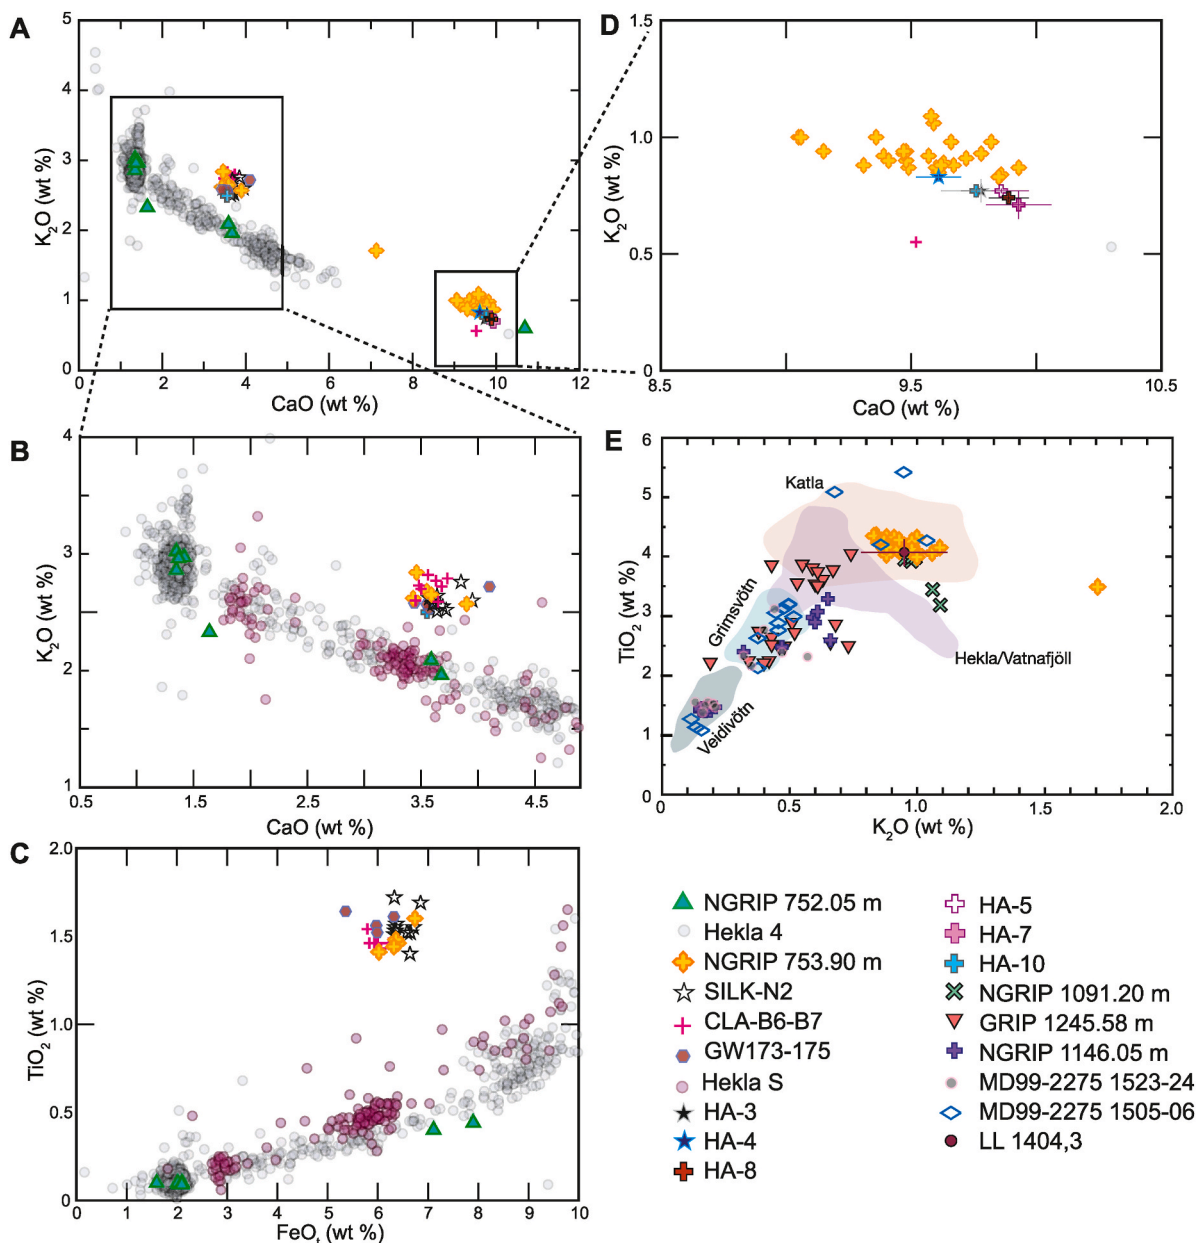 A
5
4
3
2
1
0
K2O (wt %)
0 2 4 6 8 10 12
CaO (wt %)
D
1.5
1.0
0.5
0
K2O (wt %)
8.5 9.5 10.5
CaO (wt %)
B
4
3
2
1
K2O (wt %)
0.5 1.5 2.5 3.5 4.5
CaO (wt %)
E
6
5
4
3
2
1
0
TiO2 (wt %)
Katla
Grimsvötn
Hekla/Vatnafjöll
Veidivötn
0 0.5 1.0 1.5 2.0
K2O (wt %)
C
2.0
1.5
1.0
0.5
0
TiO2 (wt %)
0 1 2 3 4 5 6 7 8 9 10
FeOt (wt %)
NGRIP 752.05 m
Hekla 4
NGRIP 753.90 m
SILK-N2
CLA-B6-B7
GW173-175
Hekla S
HA-3
HA-4
HA-8
HA-5
HA-7
HA-10
NGRIP 1091.20 m
GRIP 1245.58 m
NGRIP 1146.05 m
MD99-2275 1523-24
MD99-2275 1505-06
LL 1404,3